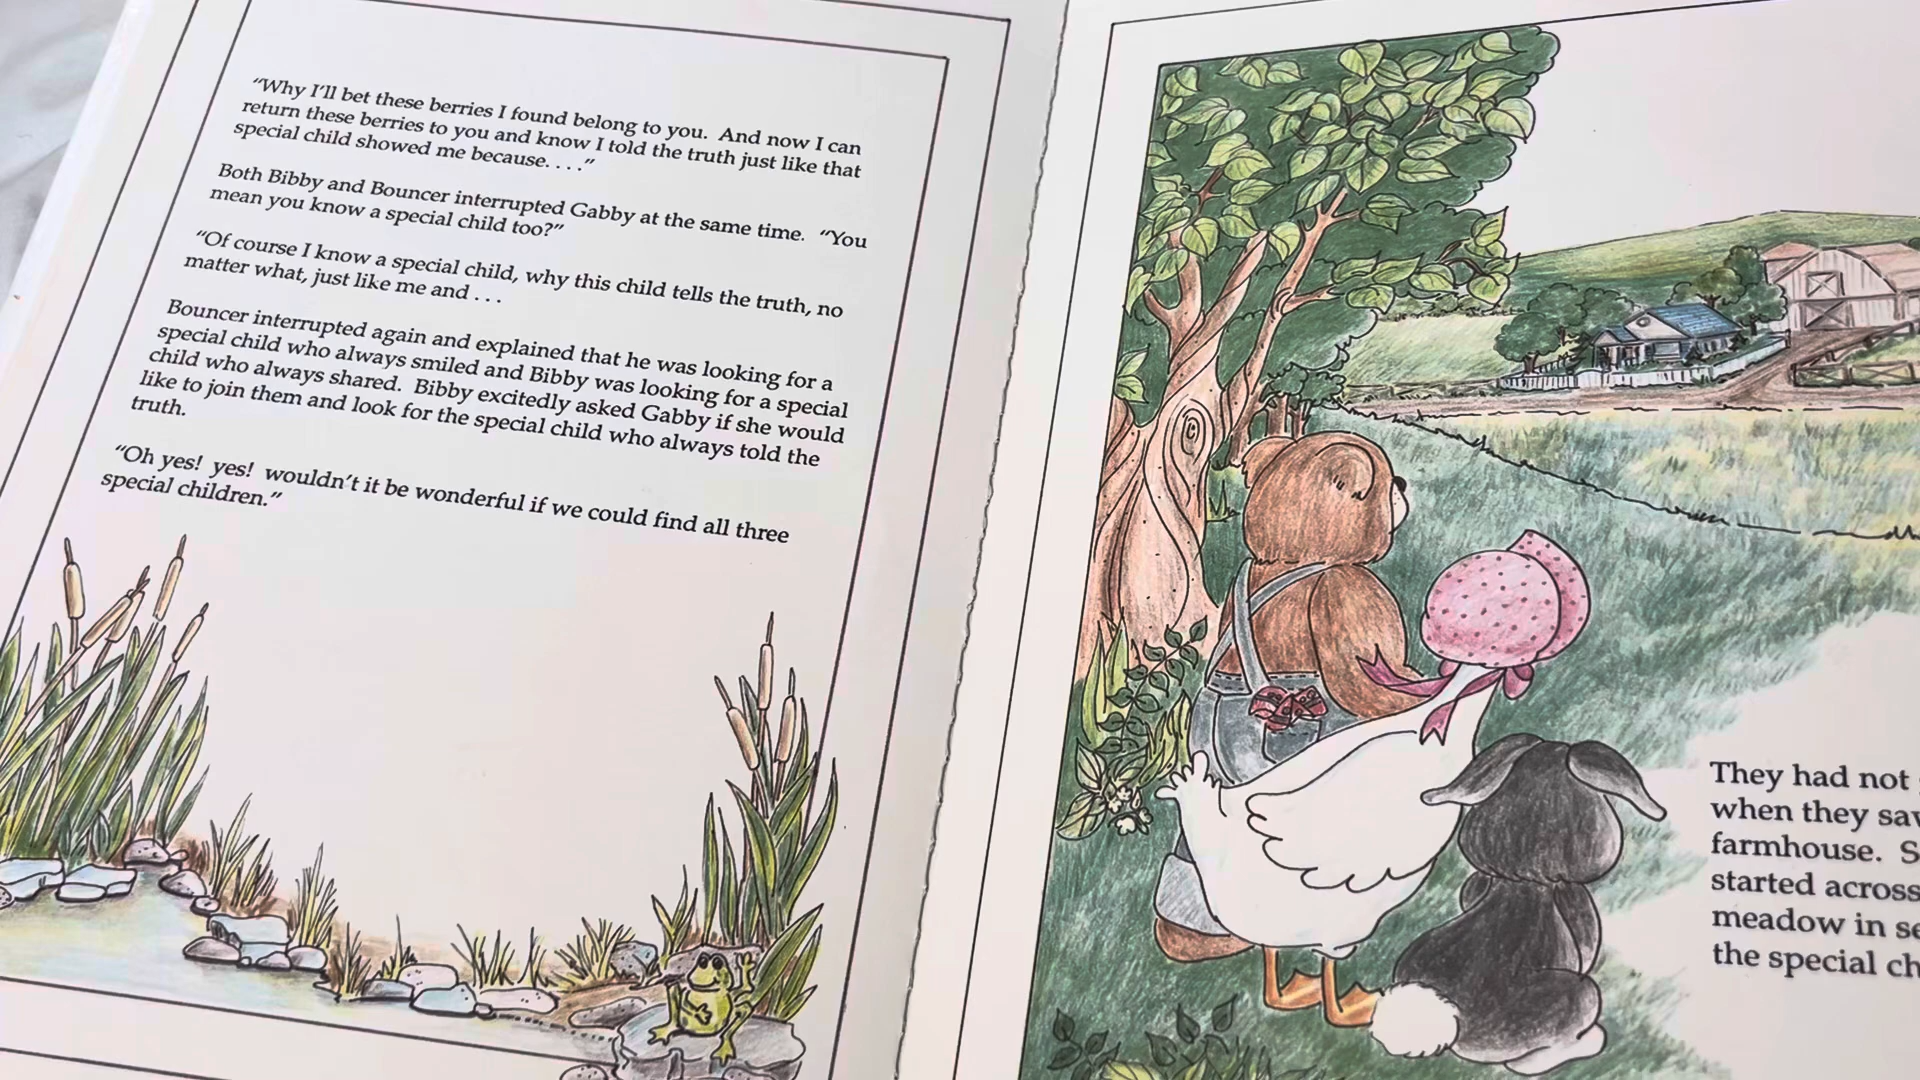 "Why I'll bet these berries I found belong to you.  And now I can
return these berries to you and know I told the truth just like that
special child showed me because. . . ."
Both Bibby and Bouncer interrupted Gabby at the same time.  "You
mean you know a special child too?"
"Of course I know a special child, why this child tells the truth, no
matter what, just like me and . . .
Bouncer interrupted again and explained that he was looking for a
special child who always smiled and Bibby was looking for a special
child who always shared.  Bibby excitedly asked Gabby if she would
like to join them and look for the special child who always told the
truth.
"Oh yes!  yes!  wouldn't it be wonderful if we could find all three
special children."
They had not
when they
farmhouse.
started across
meadow in
the special